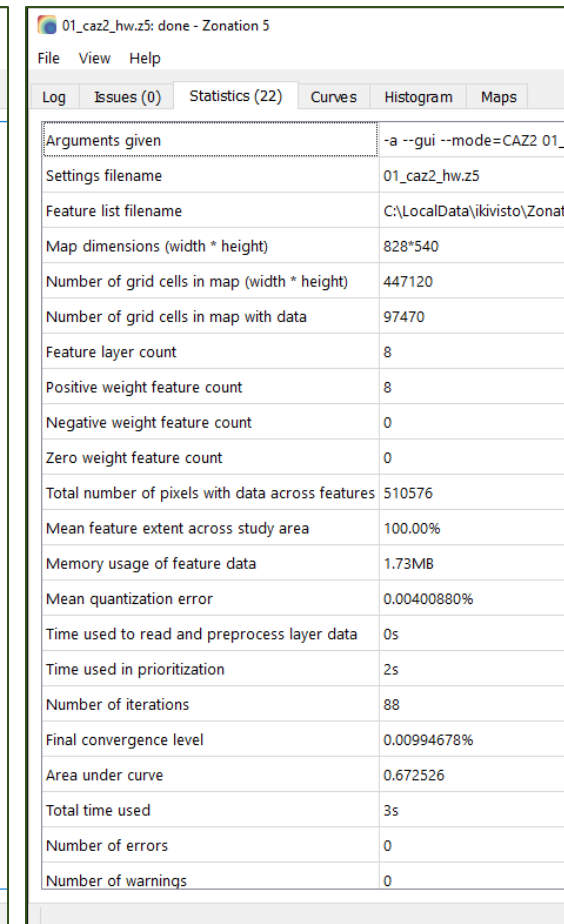 01_caz2_hw.z5: done - Zonation 5
File View Help
Log Issues (0) Statistics (22) Curves Histogram Maps
Arguments given -a --gui --mode=CAZ2 01_
Settings filename 01_caz2_hw.z5
Feature list filename C:\LocalData\ikivisto\Zonat
Map dimensions (width * height) 828*540
Number of grid cells in map (width * height) 447120
Number of grid cells in map with data 97470
Feature layer count 8
Positive weight feature count 8
Negative weight feature count 0
Zero weight feature count 0
Total number of pixels with data across features 510576
Mean feature extent across study area 100.00%
Memory usage of feature data 1.73MB
Mean quantization error 0.00400880%
Time used to read and preprocess layer data 0s
Time used in prioritization 2s
Number of iterations 88
Final convergence level 0.00994678%
Area under curve 0.672526
Total time used 3s
Number of errors 0
Number of warnings 0